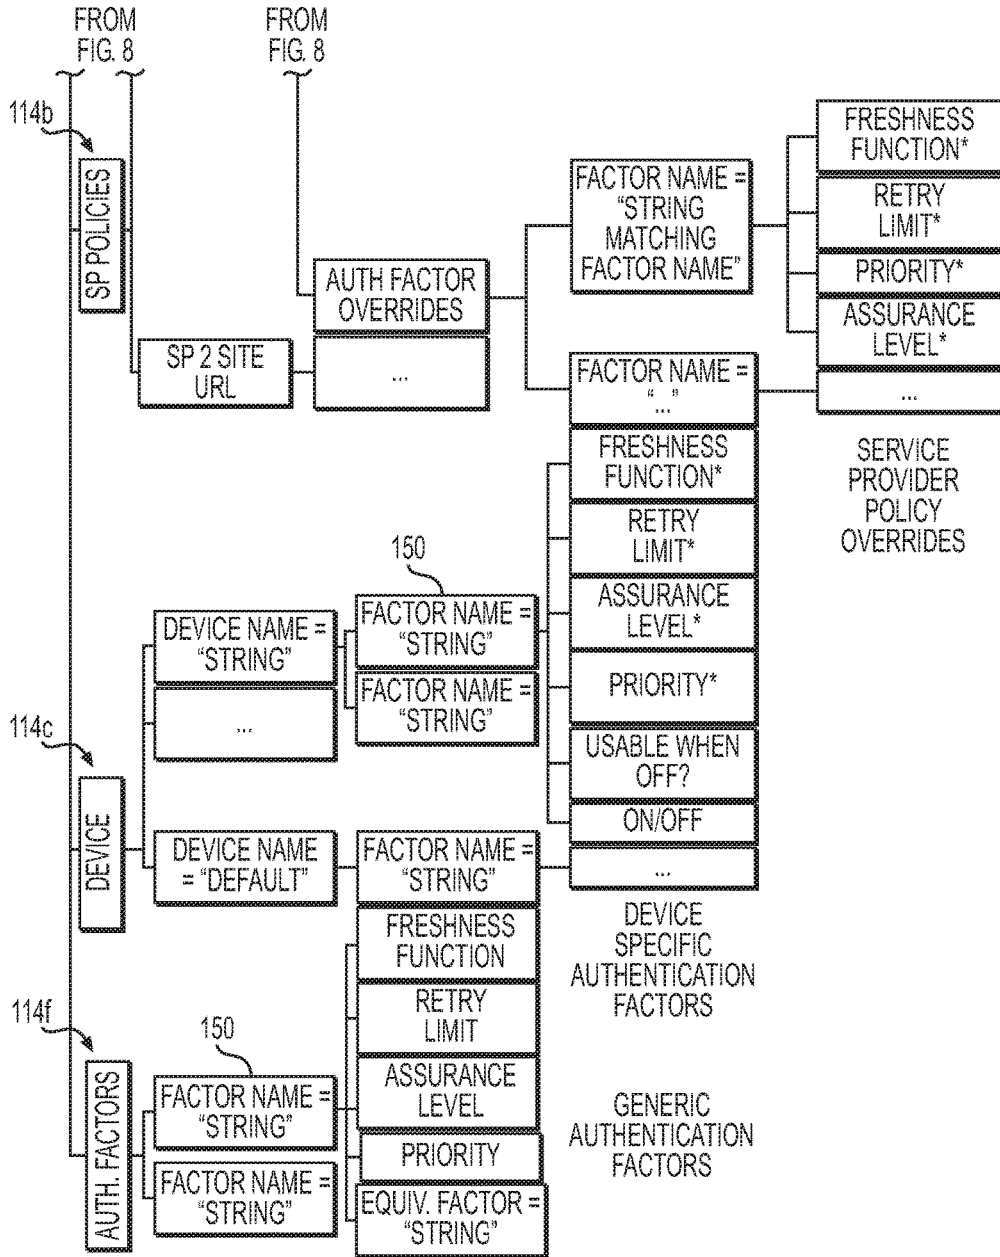 FROM
FIG. 8
FROM
FIG. 8
114b
SP POLICIES
SP 2 SITE
URL
AUTH FACTOR
OVERRIDES
...
FACTOR NAME =
“STRING
MATCHING
FACTOR NAME”
FRESHNESS
FUNCTION*
RETRY
LIMIT*
PRIORITY*
ASSURANCE
LEVEL*
FACTOR NAME =
“...”
...
SERVICE
PROVIDER
POLICY
OVERRIDES
114c
DEVICE
DEVICE NAME =
“STRING”
...
150
FACTOR NAME =
“STRING”
FACTOR NAME =
“STRING”
FRESHNESS
FUNCTION*
RETRY
LIMIT*
ASSURANCE
LEVEL*
PRIORITY*
USABLE WHEN
OFF?
ON/OFF
DEVICE NAME
= “DEFAULT”
FACTOR NAME =
“STRING”
...
DEVICE
SPECIFIC
AUTHENTICATION
FACTORS
114f
AUTH. FACTORS
150
FACTOR NAME =
“STRING”
FACTOR NAME =
“STRING”
FRESHNESS
FUNCTION
RETRY
LIMIT
ASSURANCE
LEVEL
PRIORITY
EQUIV. FACTOR =
“STRING”
GENERIC
AUTHENTICATION
FACTORS